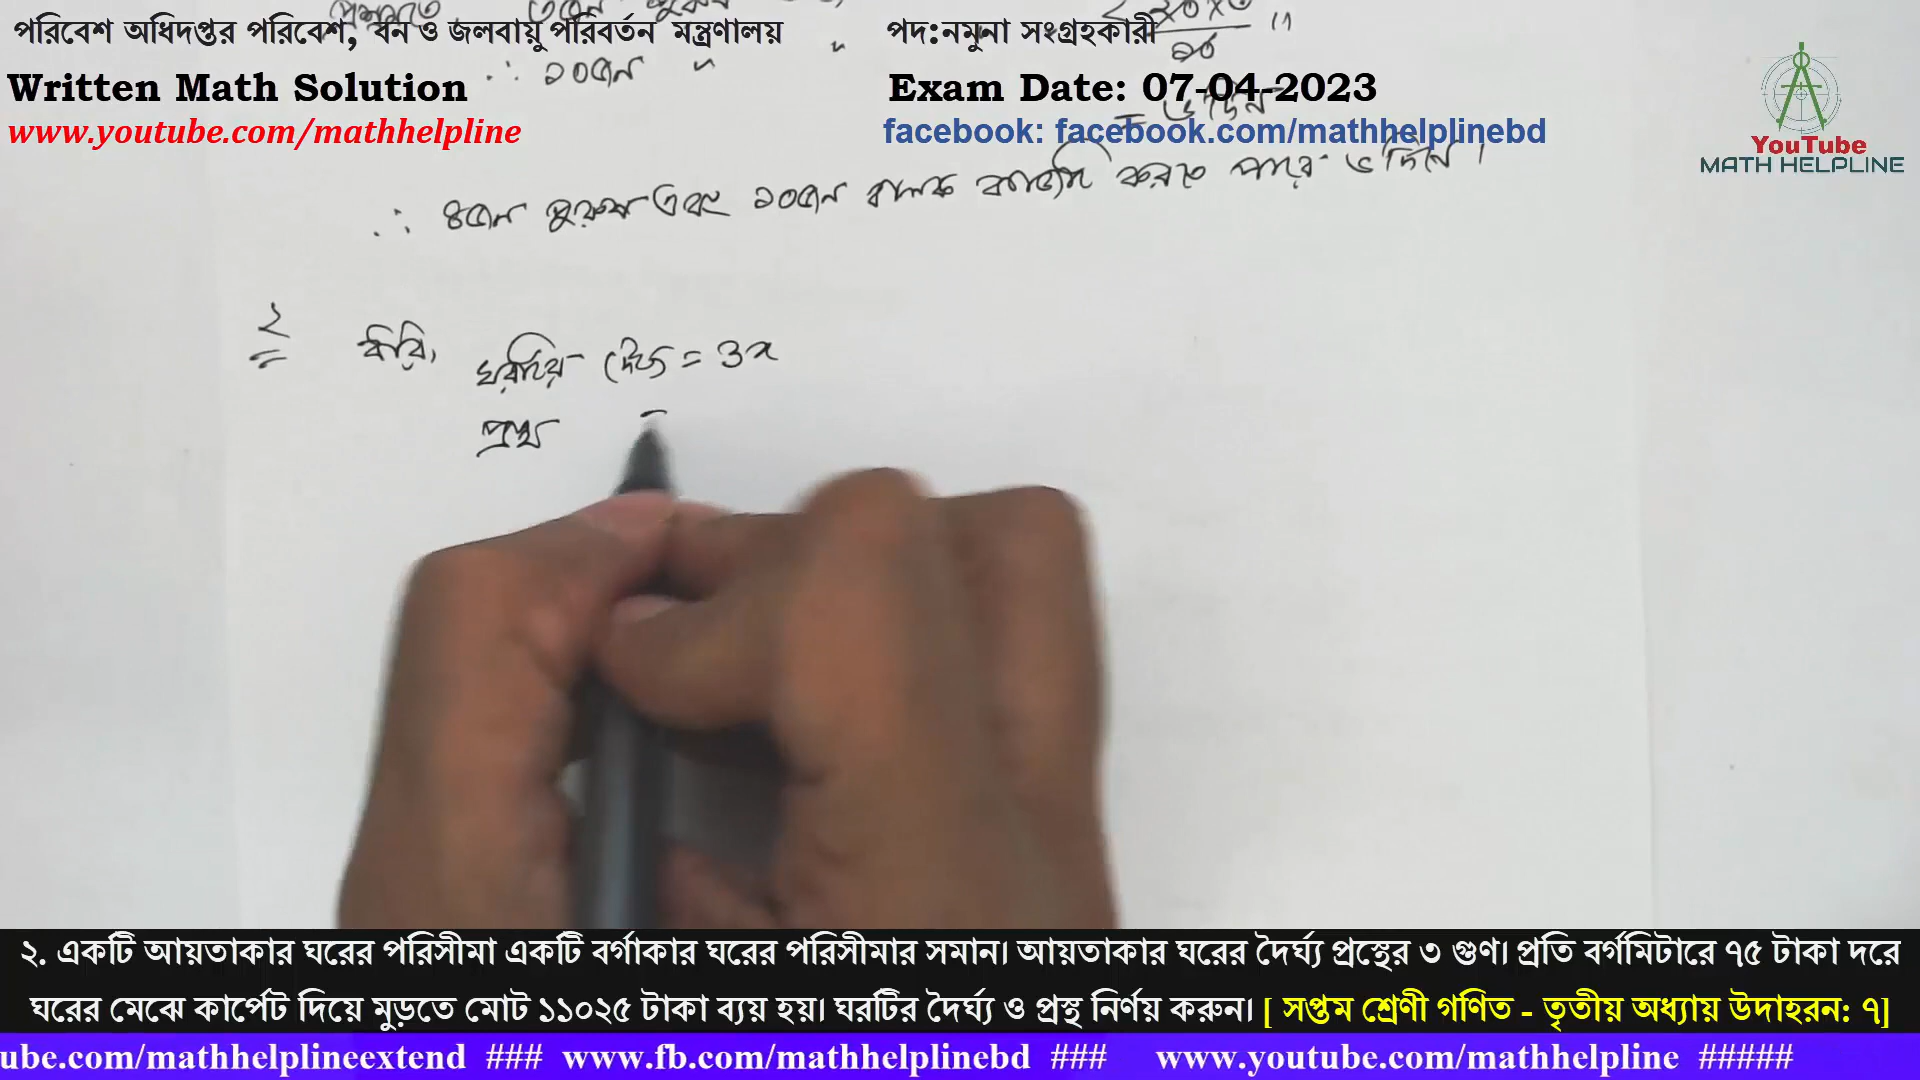 পরিবেশ অধিদপ্তর পরিবেশ, বন ও জলবায়ু পরিবর্তন মন্ত্রণালয়
পদ:নমুনা সংগ্রহকারী
Written Math Solution
Exam Date: 07-04-2023
www.youtube.com/mathhelpline
facebook: facebook.com/mathhelplinebd
YouTube
MATH HELPLINE
∴ ১০জন
∴ ৪জন পুরুষ এবং ১০জন বালক কাজটি করতে পারে ৬ দিনে।
২
ধরি, ঘরটির দৈর্ঘ্য = 3x
প্রস্থ
২. একটি আয়তাকার ঘরের পরিসীমা একটি বর্গাকার ঘরের পরিসীমার সমান। আয়তাকার ঘরের দৈর্ঘ্য প্রস্থের ৩ গুণ। প্রতি বর্গমিটারে ৭৫ টাকা দরে
ঘরের মেঝে কার্পেট দিয়ে মুড়তে মোট ১১০২৫ টাকা ব্যয় হয়। ঘরটির দৈর্ঘ্য ও প্রস্থ নির্ণয় করুন। [ সপ্তম শ্রেণী গণিত - তৃতীয় অধ্যায় উদাহরন: ৭]
ube.com/mathhelplineextend ### www.fb.com/mathhelplinebd ### www.youtube.com/mathhelpline #####